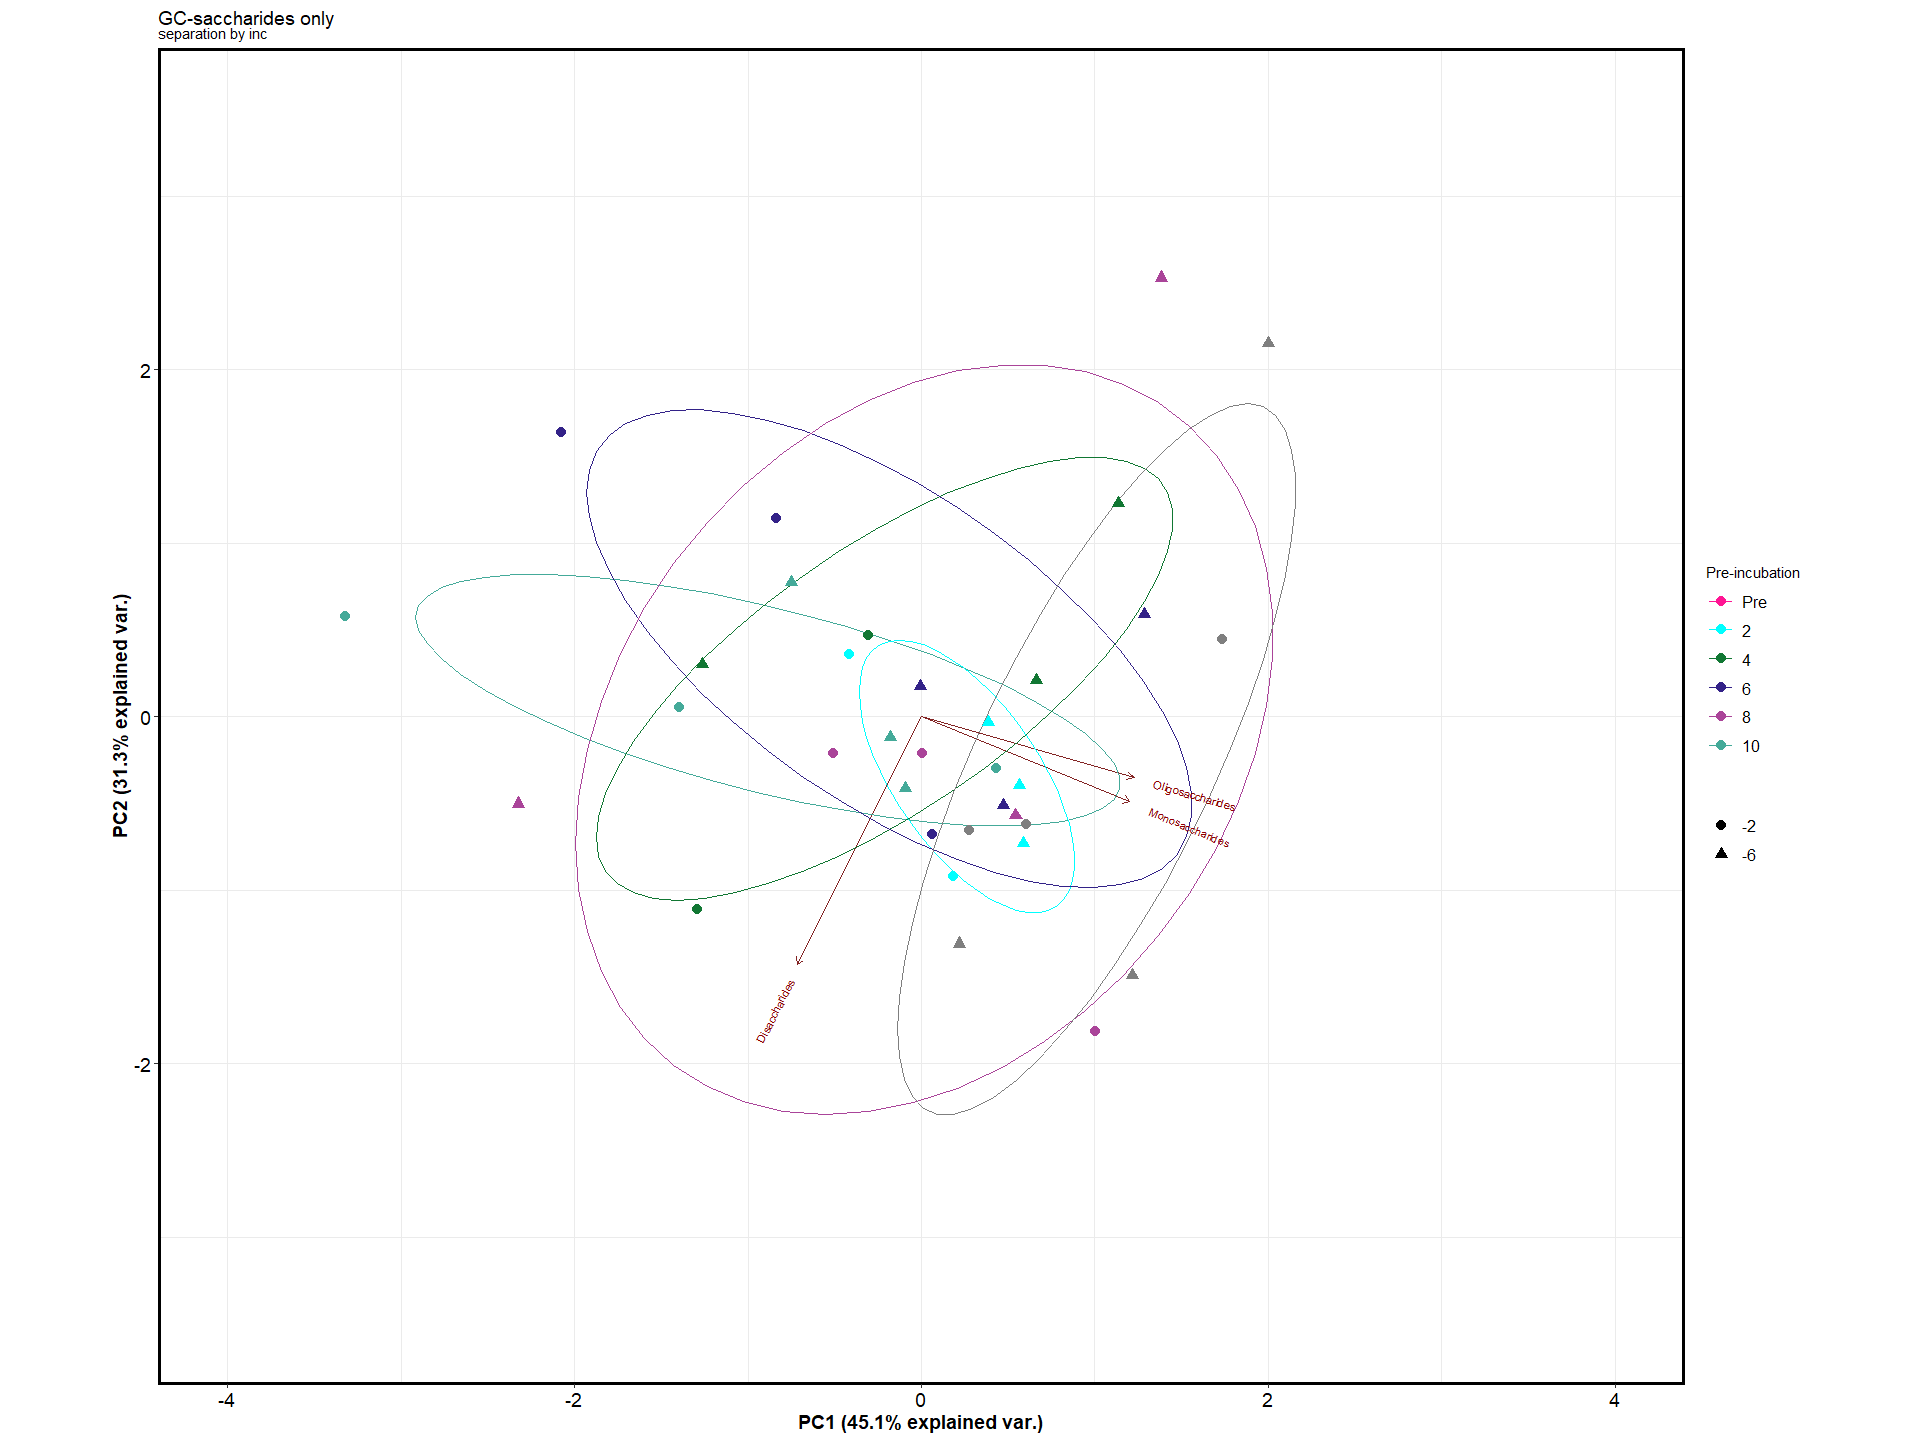 GC-saccharides only
separation by inc
2
0
-2
PC2 (31.3% explained var.)
Oligosaccharides
Monosaccharides
Disaccharides
-4
-2
0
2
4
PC1 (45.1% explained var.)
Pre-incubation
Pre
2
4
6
8
10
-2
-6